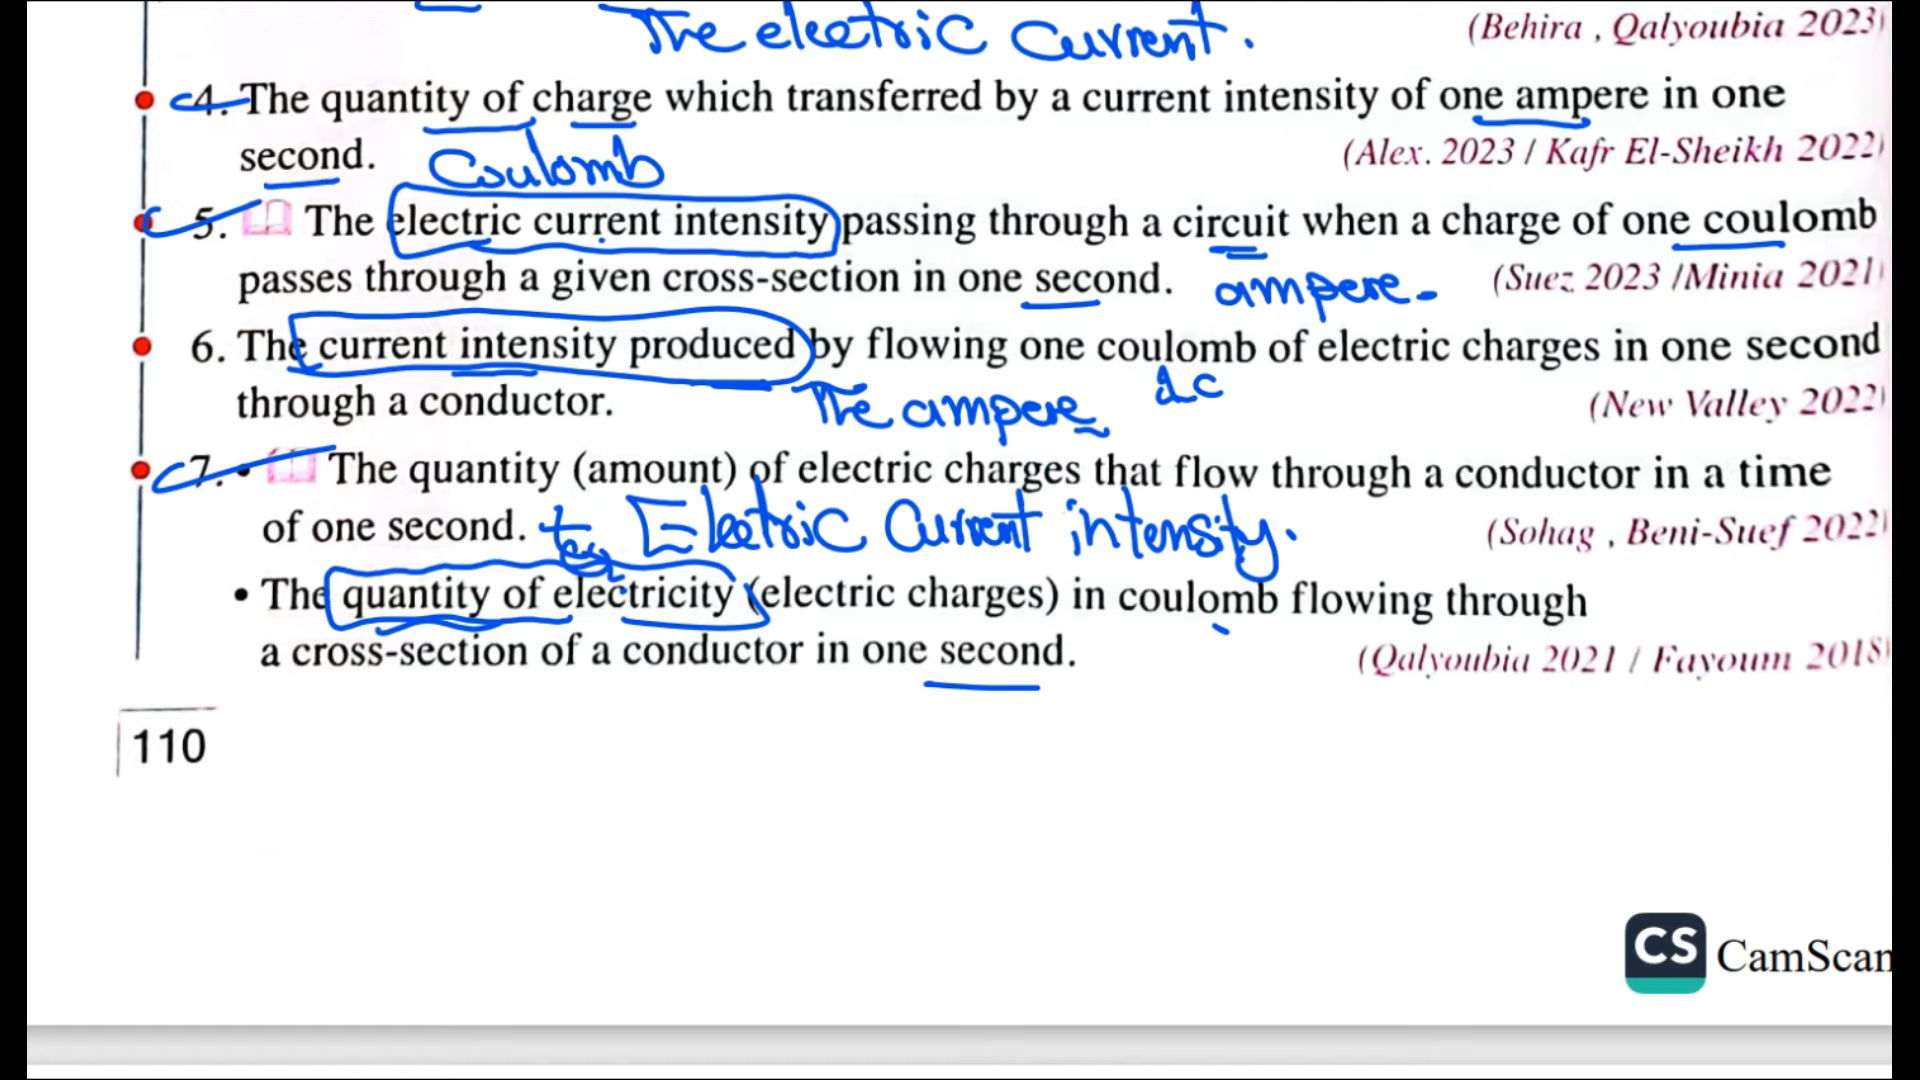 The electric current.
(Behira , Qalyoubia 2023)
4. The quantity of charge which transferred by a current intensity of one ampere in one
second. Coulomb (Alex. 2023 / Kafr El-Sheikh 2022)
5. The electric current intensity passing through a circuit when a charge of one coulomb
passes through a given cross-section in one second. ampere. (Suez 2023 /Minia 2021)
6. The current intensity produced by flowing one coulomb of electric charges in one second
1c
through a conductor. The ampere (New Valley 2022)
7. • The quantity (amount) of electric charges that flow through a conductor in a time
of one second. Electric Current intensity. (Sohag , Beni-Suef 2022)
• The quantity of electricity (electric charges) in coulomb flowing through
a cross-section of a conductor in one second. (Qalyoubia 2021 / Fayoum 2018)
110
CS CamScan